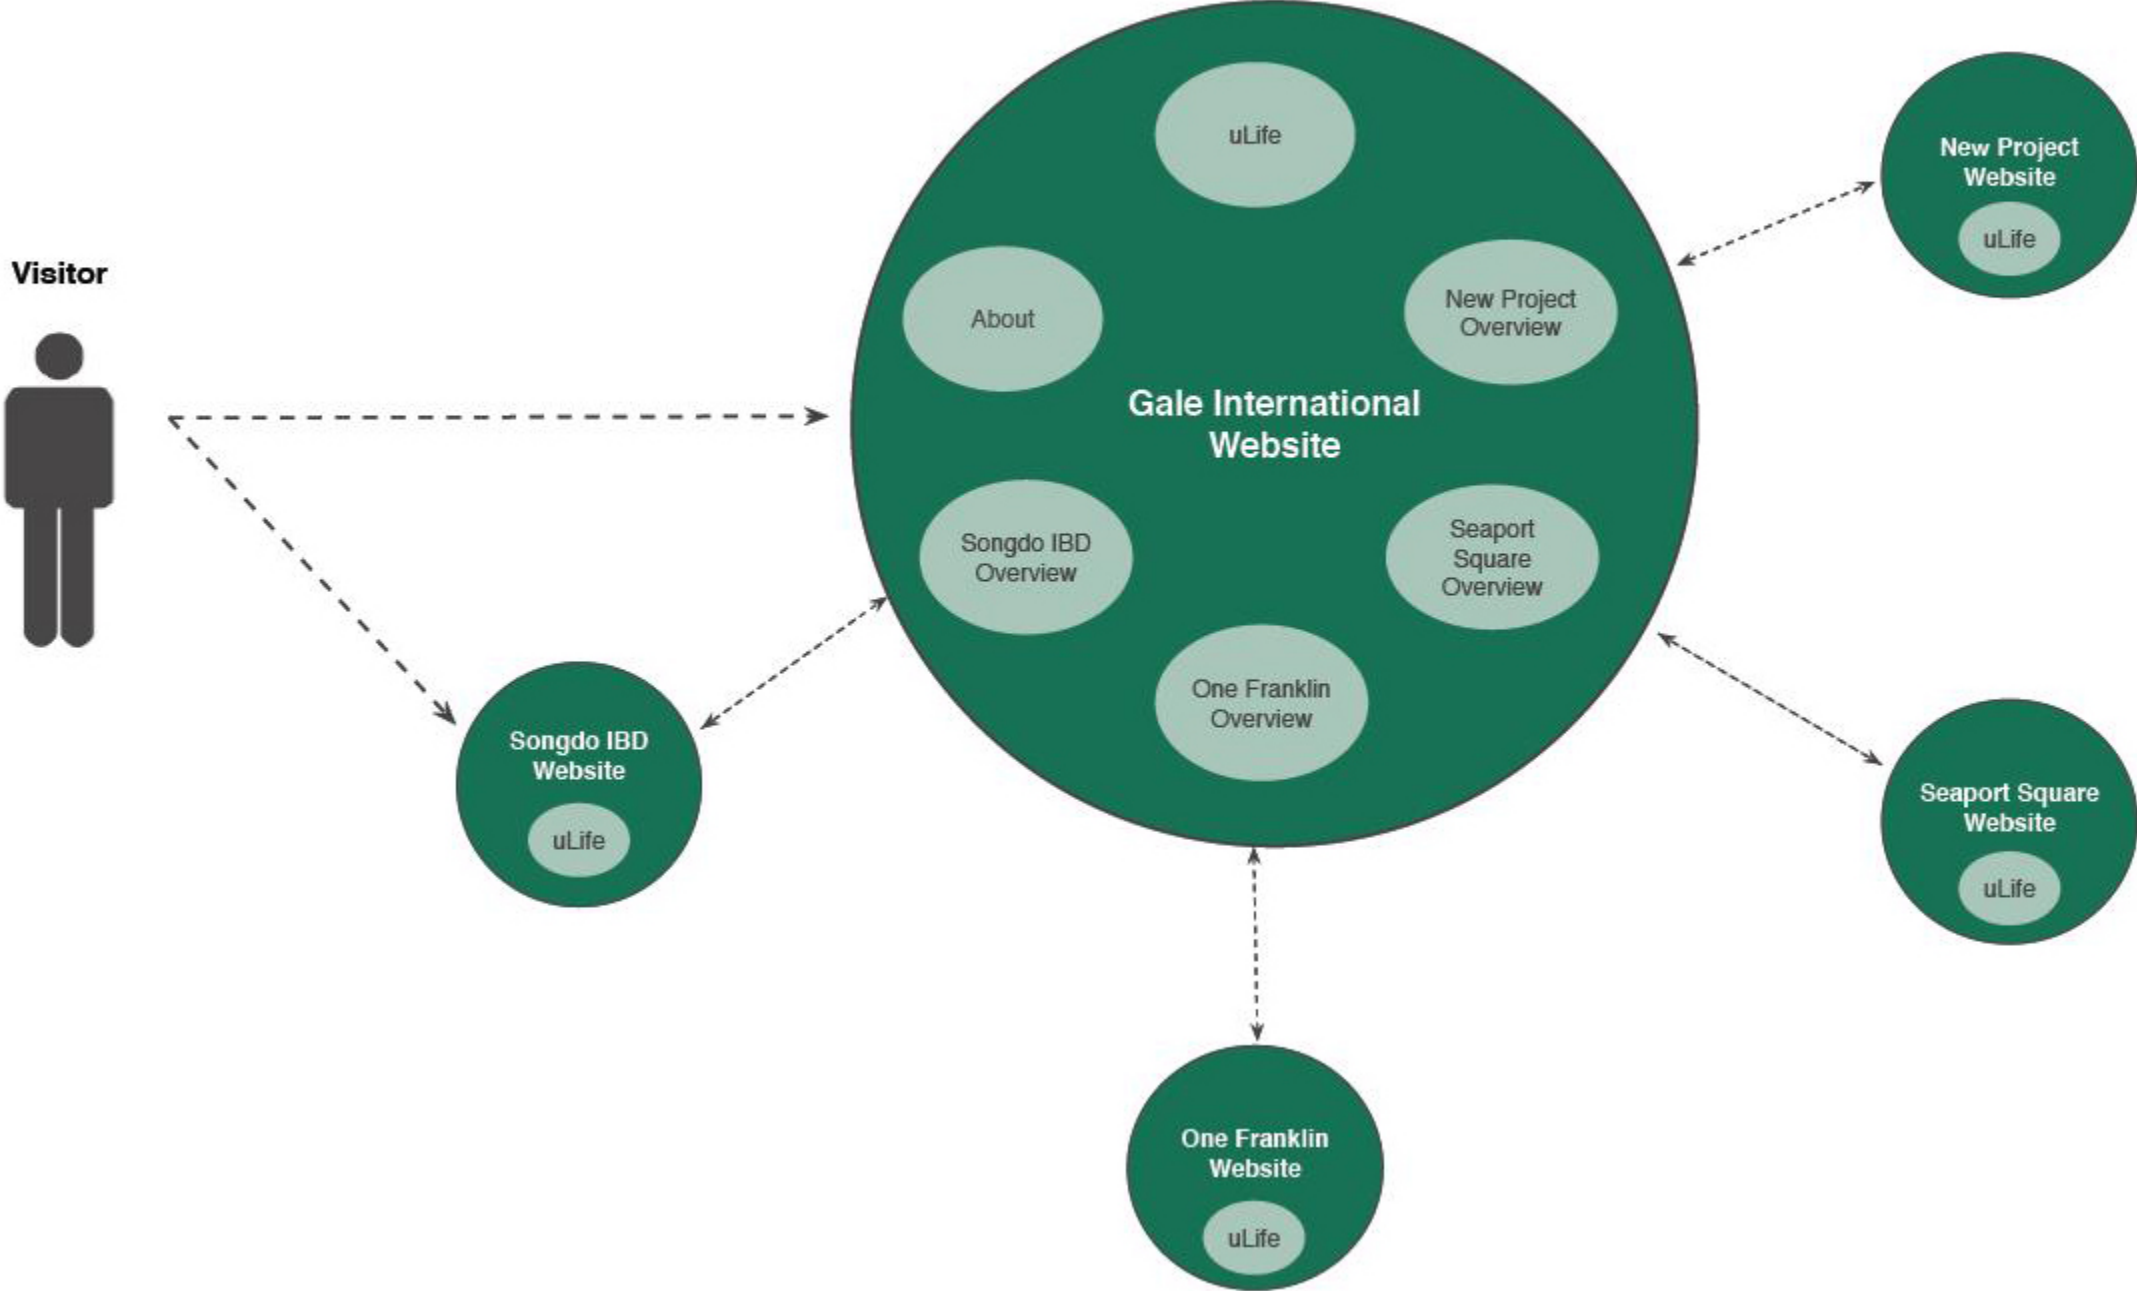 Visitor
uLife
About
New Project
Overview
Gale International
Website
Songdo IBD
Overview
Seaport
Square
Overview
One Franklin
Overview
New Project
Website
uLife
Songdo IBD
Website
uLife
Seaport Square
Website
uLife
One Franklin
Website
uLife